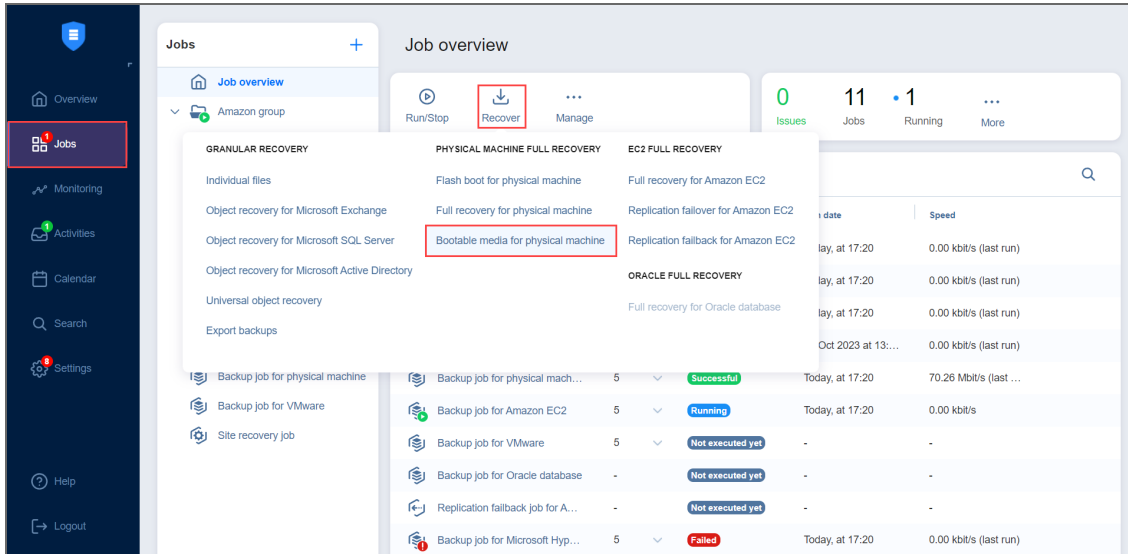 Overview
1
Jobs
Monitoring
1
Activities
Calendar
Search
8
Settings
Help
Logout
Jobs
+
Job overview
Amazon group
Backup job for physical machine
Backup job for VMware
Site recovery job
Job overview
Run/Stop
Recover
Manage
0
Issues
11
Jobs
1
Running
More
GRANULAR RECOVERY
Individual files
Object recovery for Microsoft Exchange
Object recovery for Microsoft SQL Server
Object recovery for Microsoft Active Directory
Universal object recovery
Export backups
PHYSICAL MACHINE FULL RECOVERY
Flash boot for physical machine
Full recovery for physical machine
Bootable media for physical machine
EC2 FULL RECOVERY
Full recovery for Amazon EC2
Replication failover for Amazon EC2
Replication failback for Amazon EC2
ORACLE FULL RECOVERY
Full recovery for Oracle database
date Speed
at 17:20 0.00 kbit/s (last run)
at 17:20 0.00 kbit/s (last run)
at 17:20 0.00 kbit/s (last run)
Oct 2023 at 13:... 0.00 kbit/s (last run)
Backup job for physical mach... 5 Successful Today, at 17:20 70.26 Mbit/s (last ...
Backup job for Amazon EC2 5 Running Today, at 17:20 0.00 kbit/s
Backup job for VMware 5 Not executed yet - -
Backup job for Oracle database - Not executed yet - -
Replication failback job for A... - Not executed yet - -
Backup job for Microsoft Hyp... 5 Failed Today, at 17:20 0.00 kbit/s (last run)